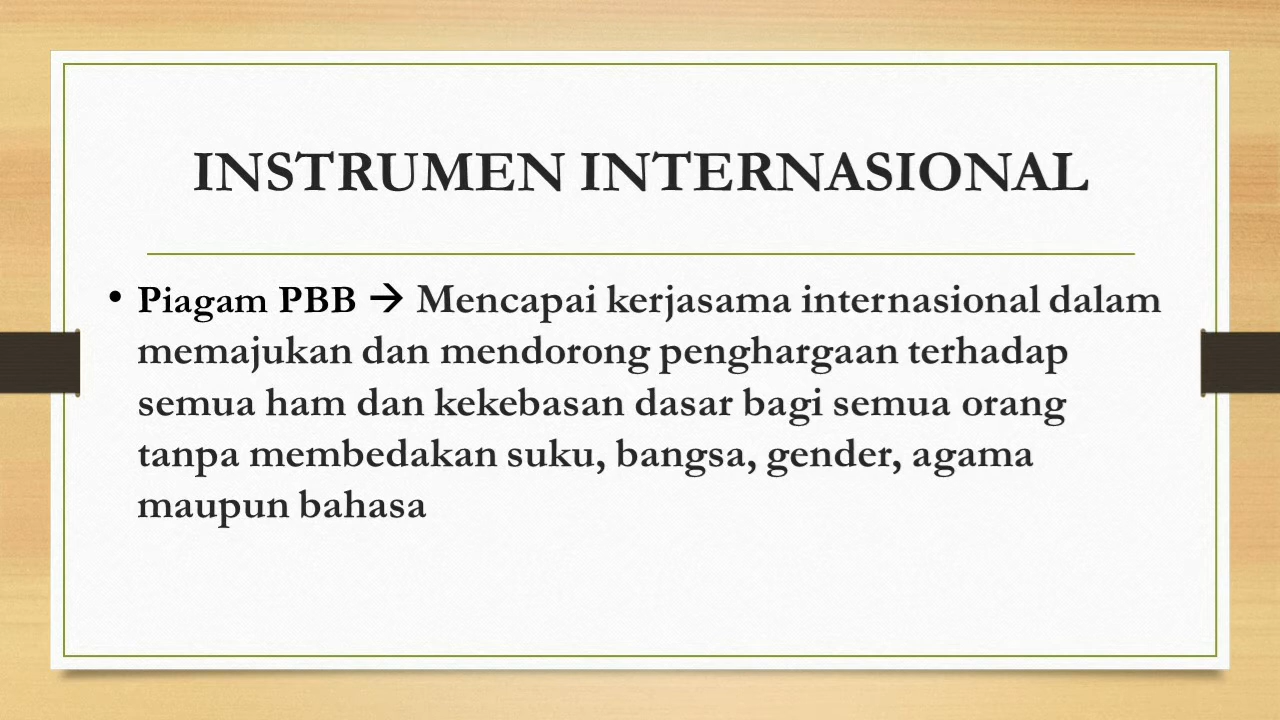 INSTRUMEN INTERNASIONAL
• Piagam PBB → Mencapai kerjasama internasional dalam
memajukan dan mendorong penghargaan terhadap
semua ham dan kekebasan dasar bagi semua orang
tanpa membedakan suku, bangsa, gender, agama
maupun bahasa